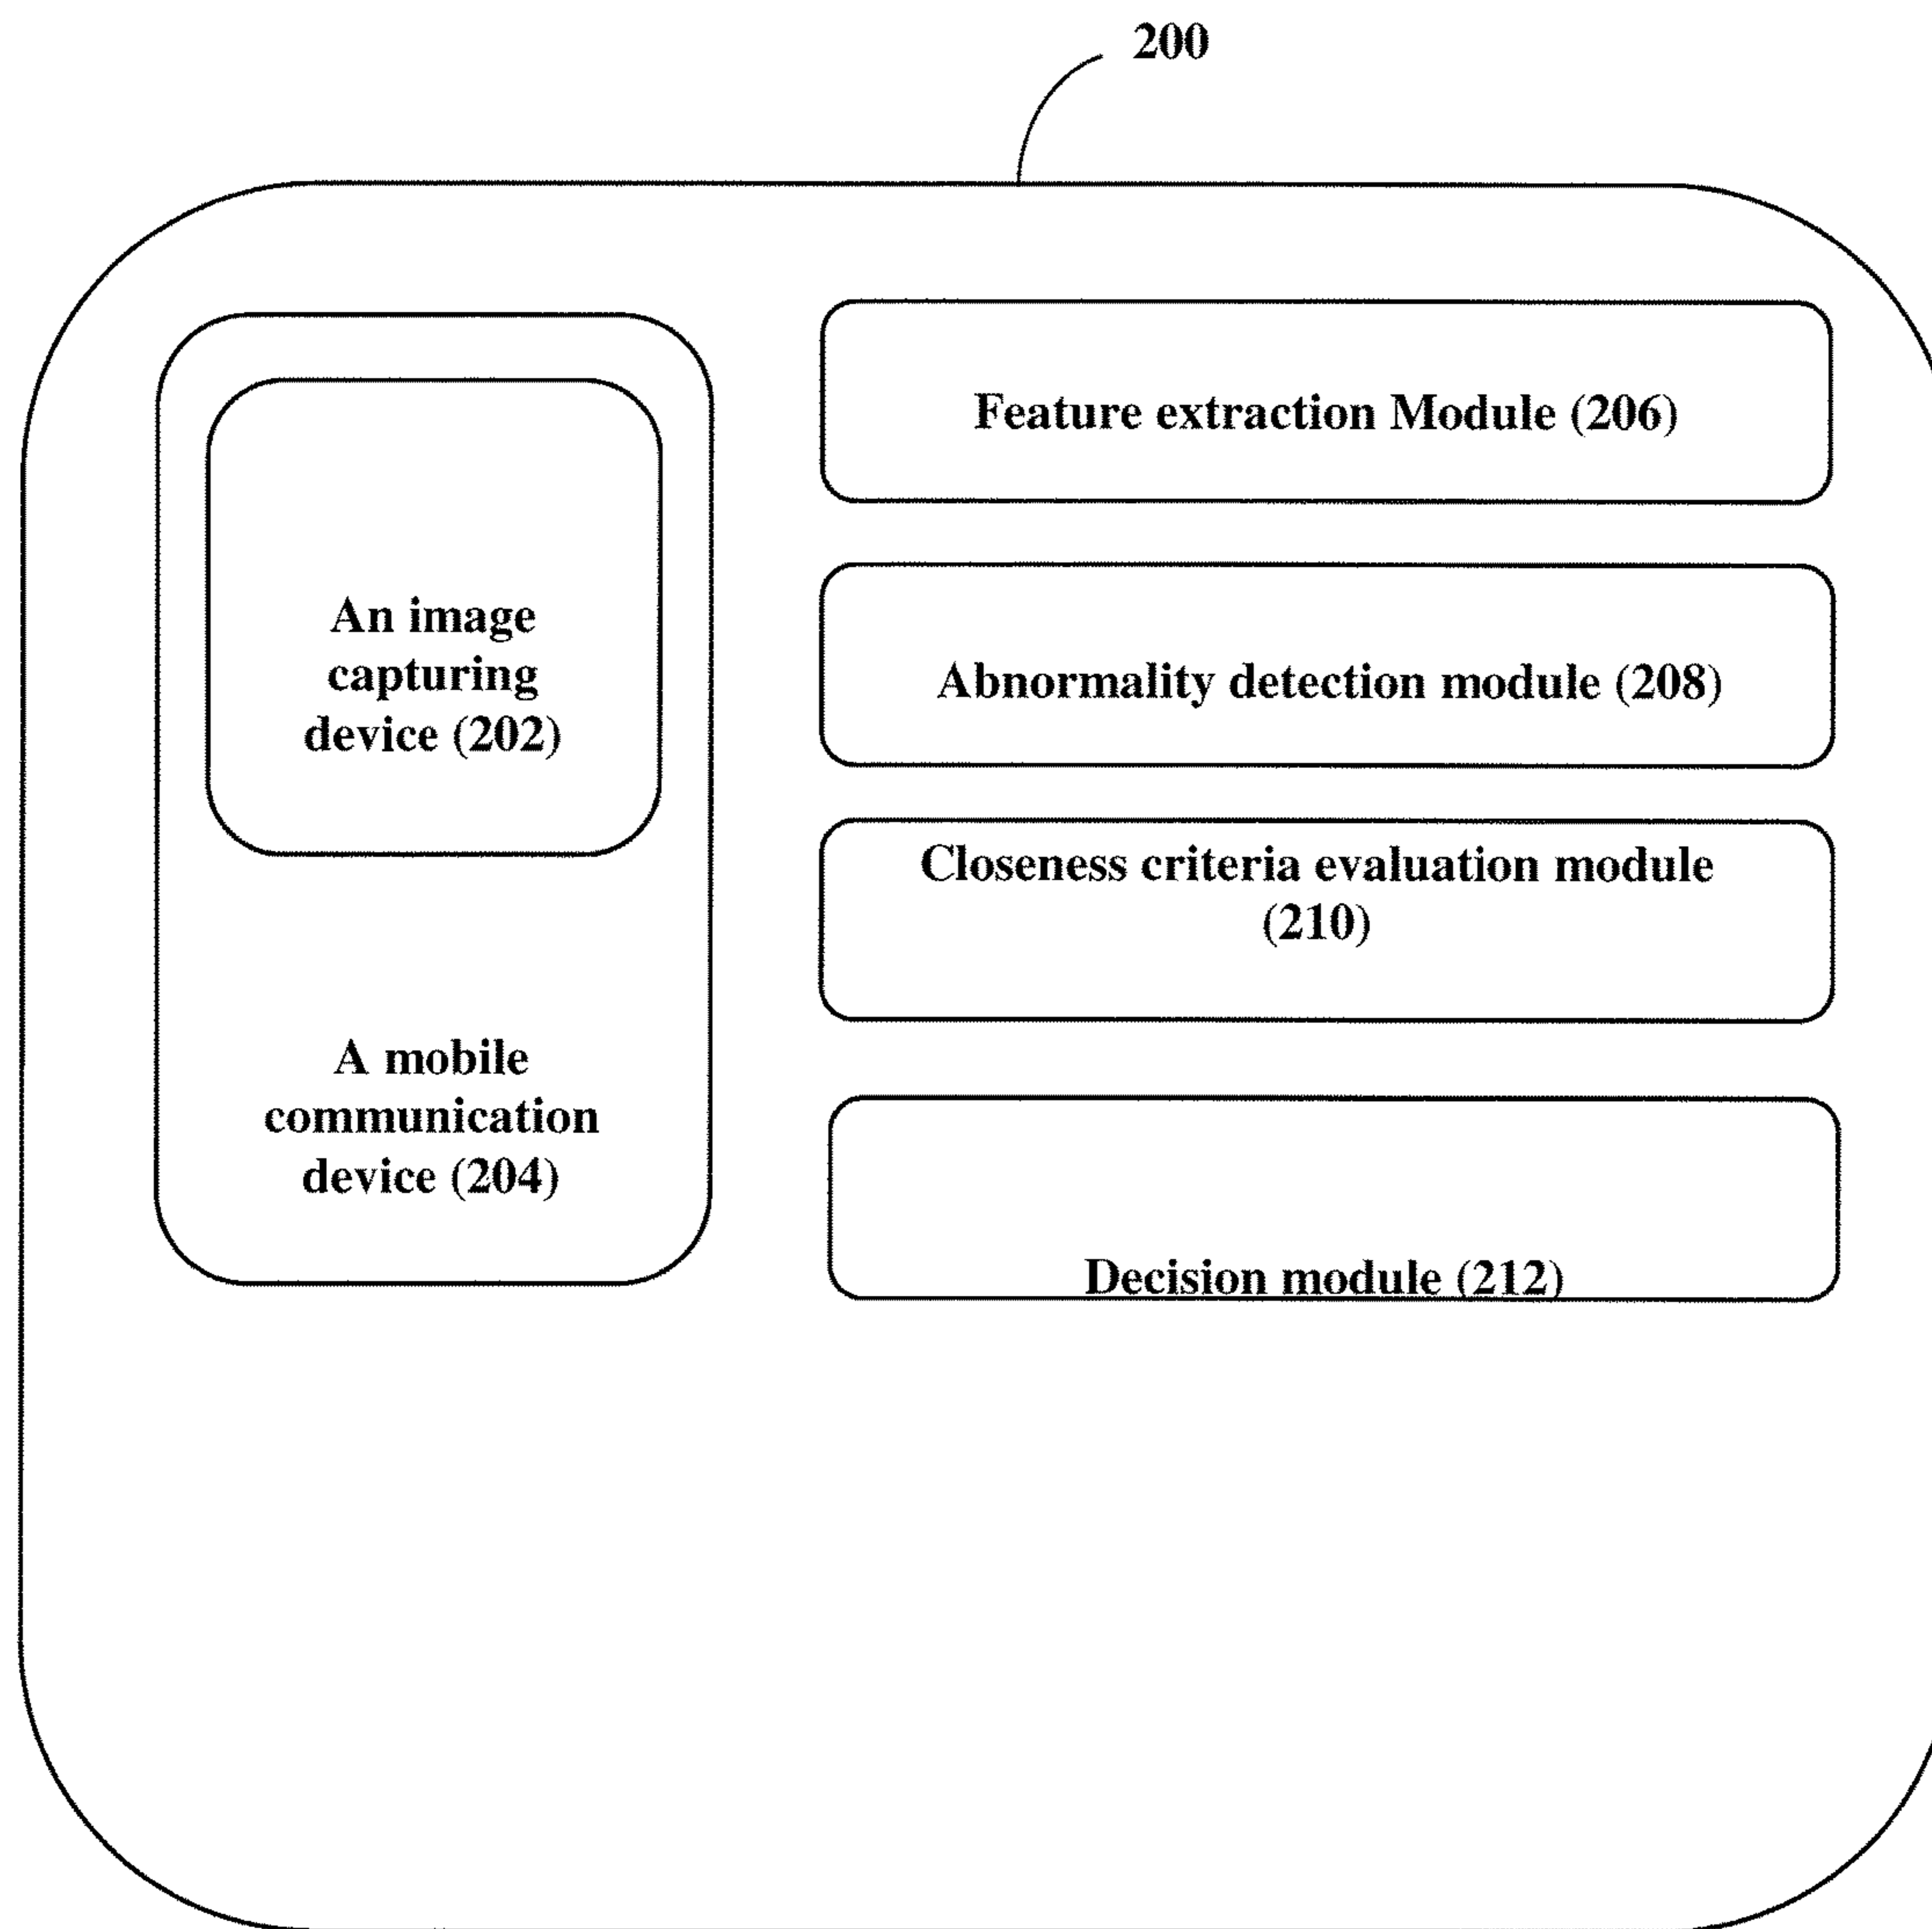 200
An image
capturing
device (202)
A mobile
communication
device (204)
Feature extraction Module (206)
Abnormality detection module (208)
Closeness criteria evaluation module
(210)
Decision module (212)